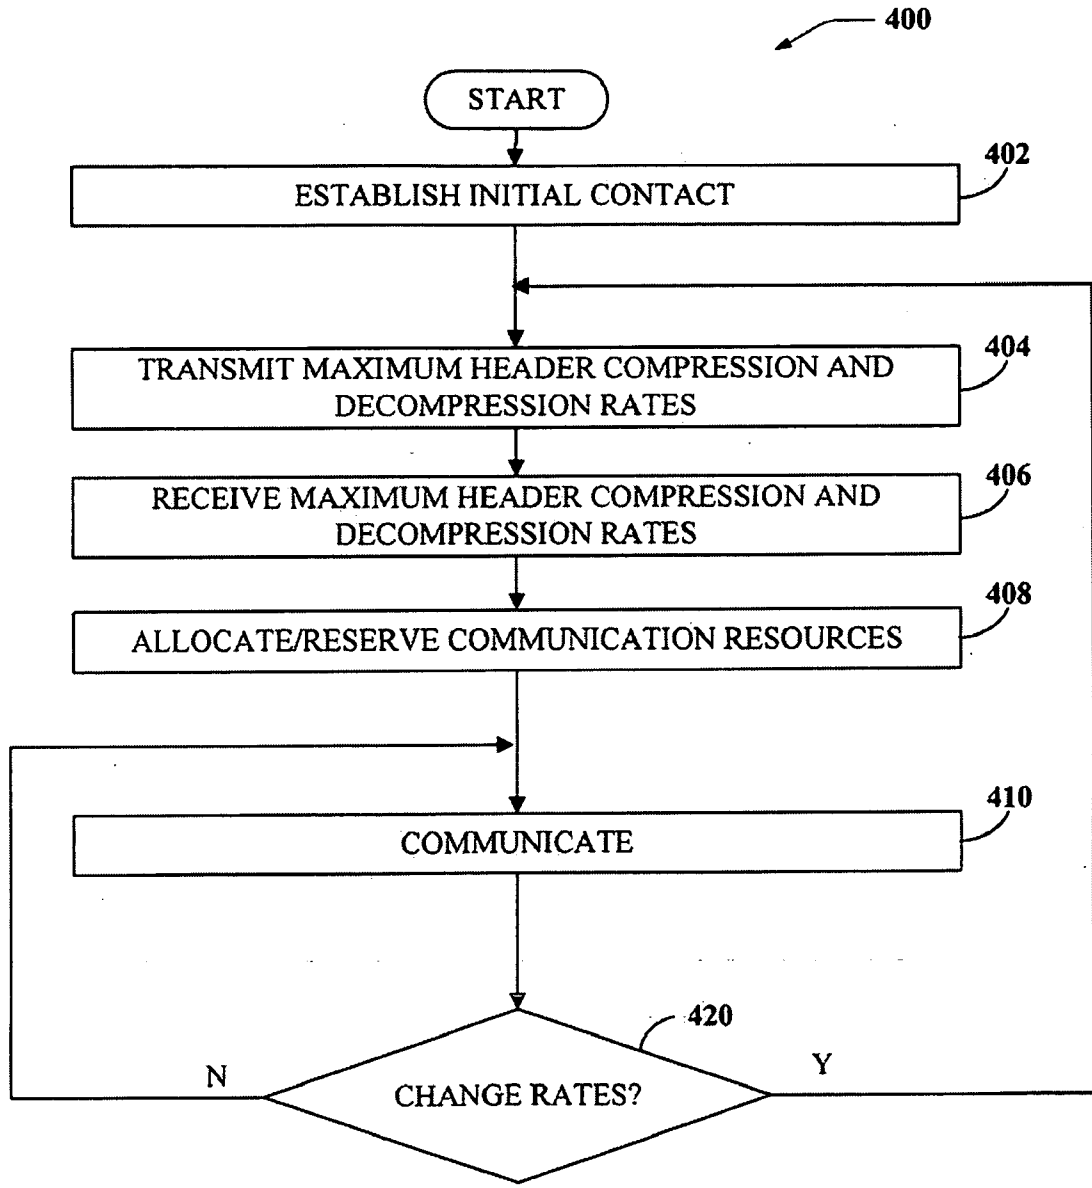 400
START
402
ESTABLISH INITIAL CONTACT
404
TRANSMIT MAXIMUM HEADER COMPRESSION AND
DECOMPRESSION RATES
406
RECEIVE MAXIMUM HEADER COMPRESSION AND
DECOMPRESSION RATES
408
ALLOCATE/RESERVE COMMUNICATION RESOURCES
410
COMMUNICATE
420
N
Y
CHANGE RATES?